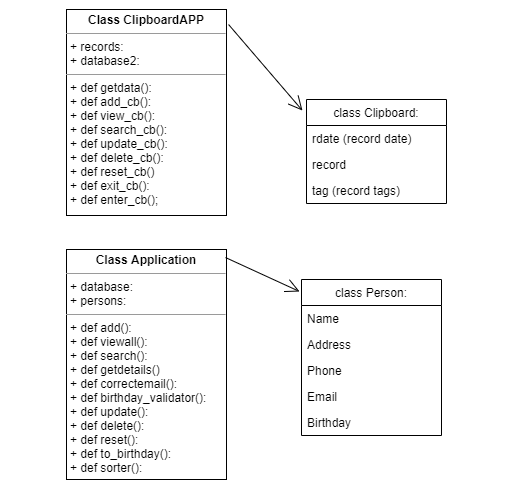 Class ClipboardAPP
+ records:
+ database2:
+ def getdata():
+ def add_cb():
+ def view_cb():
+ def search_cb():
+ def update_cb():
+ def delete_cb():
+ def reset_cb()
+ def exit_cb():
+ def enter_cb();
class Clipboard:
rdate (record date)
record
tag (record tags)
Class Application
+ database:
+ persons:
+ def add():
+ def viewall():
+ def search():
+ def getdetails()
+ def correctemail():
+ def birthday_validator():
+ def update():
+ def delete():
+ def reset():
+ def to_birthday():
+ def sorter():
class Person:
Name
Address
Phone
Email
Birthday